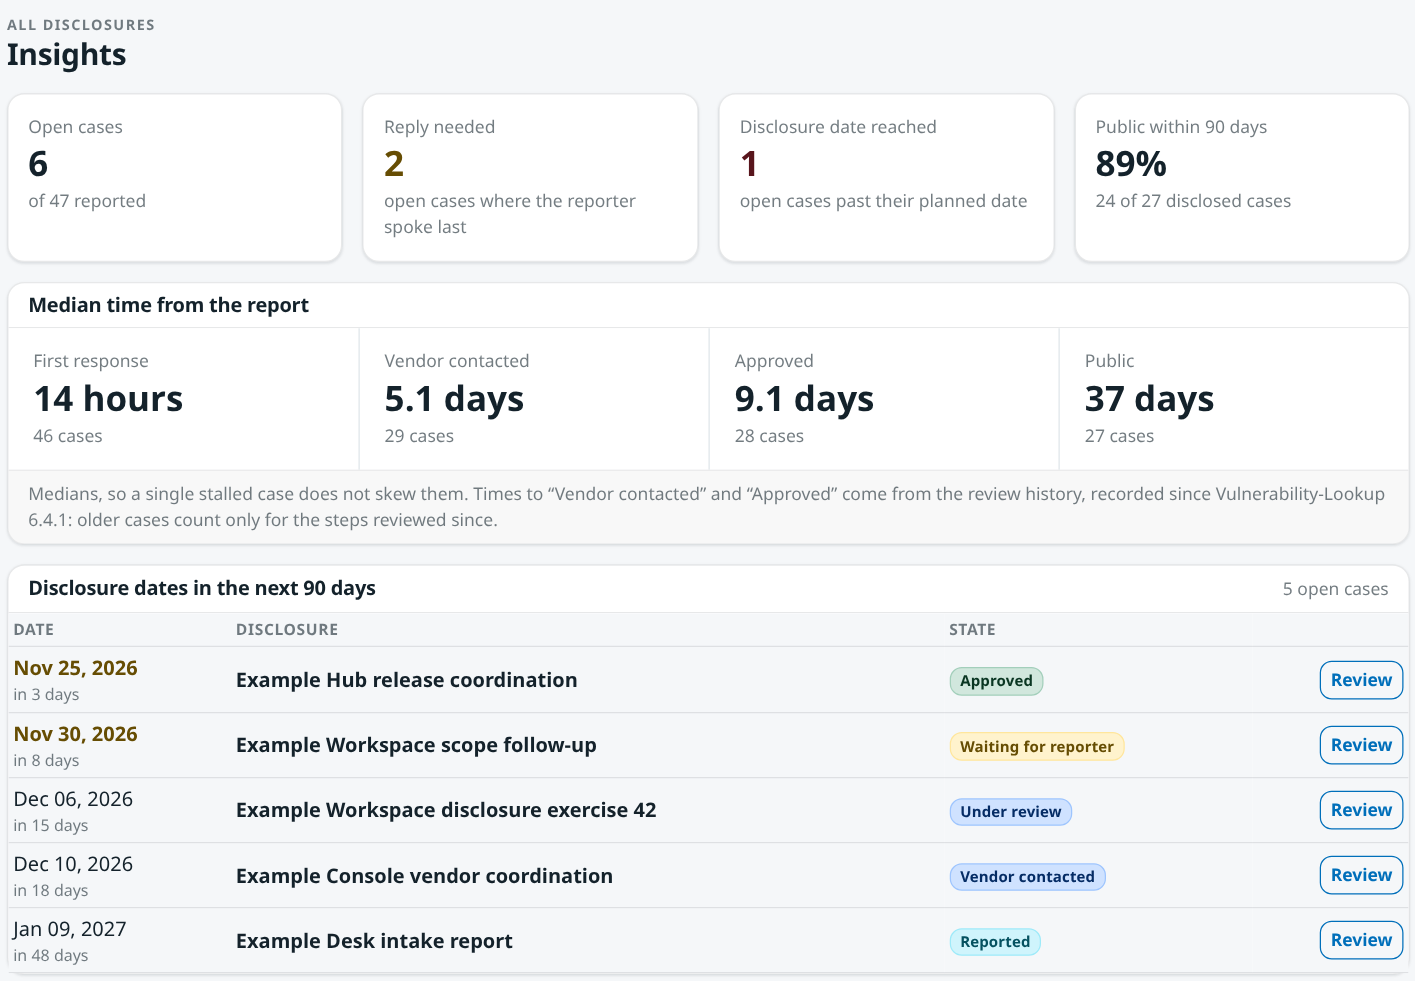 ALL DISCLOSURES
Insights
Open cases
6
of 47 reported
Reply needed
2
open cases where the reporter
spoke last
Disclosure date reached
1
open cases past their planned date
Public within 90 days
89%
24 of 27 disclosed cases
Median time from the report
First response
14 hours
46 cases
Vendor contacted
5.1 days
29 cases
Approved
9.1 days
28 cases
Public
37 days
27 cases
Medians, so a single stalled case does not skew them. Times to “Vendor contacted” and “Approved” come from the review history, recorded since Vulnerability-Lookup
6.4.1: older cases count only for the steps reviewed since.
Disclosure dates in the next 90 days
5 open cases
DATE DISCLOSURE STATE
Nov 25, 2026
in 3 days
Example Hub release coordination
Approved
Review
Nov 30, 2026
in 8 days
Example Workspace scope follow-up
Waiting for reporter
Review
Dec 06, 2026
in 15 days
Example Workspace disclosure exercise 42
Under review
Review
Dec 10, 2026
in 18 days
Example Console vendor coordination
Vendor contacted
Review
Jan 09, 2027
in 48 days
Example Desk intake report
Reported
Review